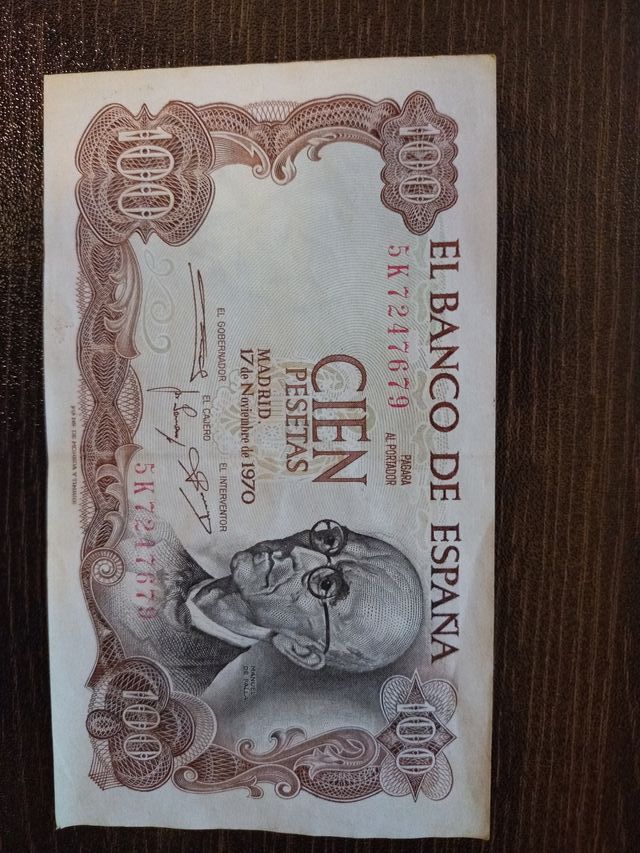 100
100
EL BANCO DE ESPAÑA
5K7247679
PAGARA
AL PORTADOR
CIEN
PESETAS
MADRID,
17 de Noviembre de 1970
EL GOBERNADOR
EL CAJERO
EL INTERVENTOR
5K7247679
MANUEL
DE FALLA
100
100